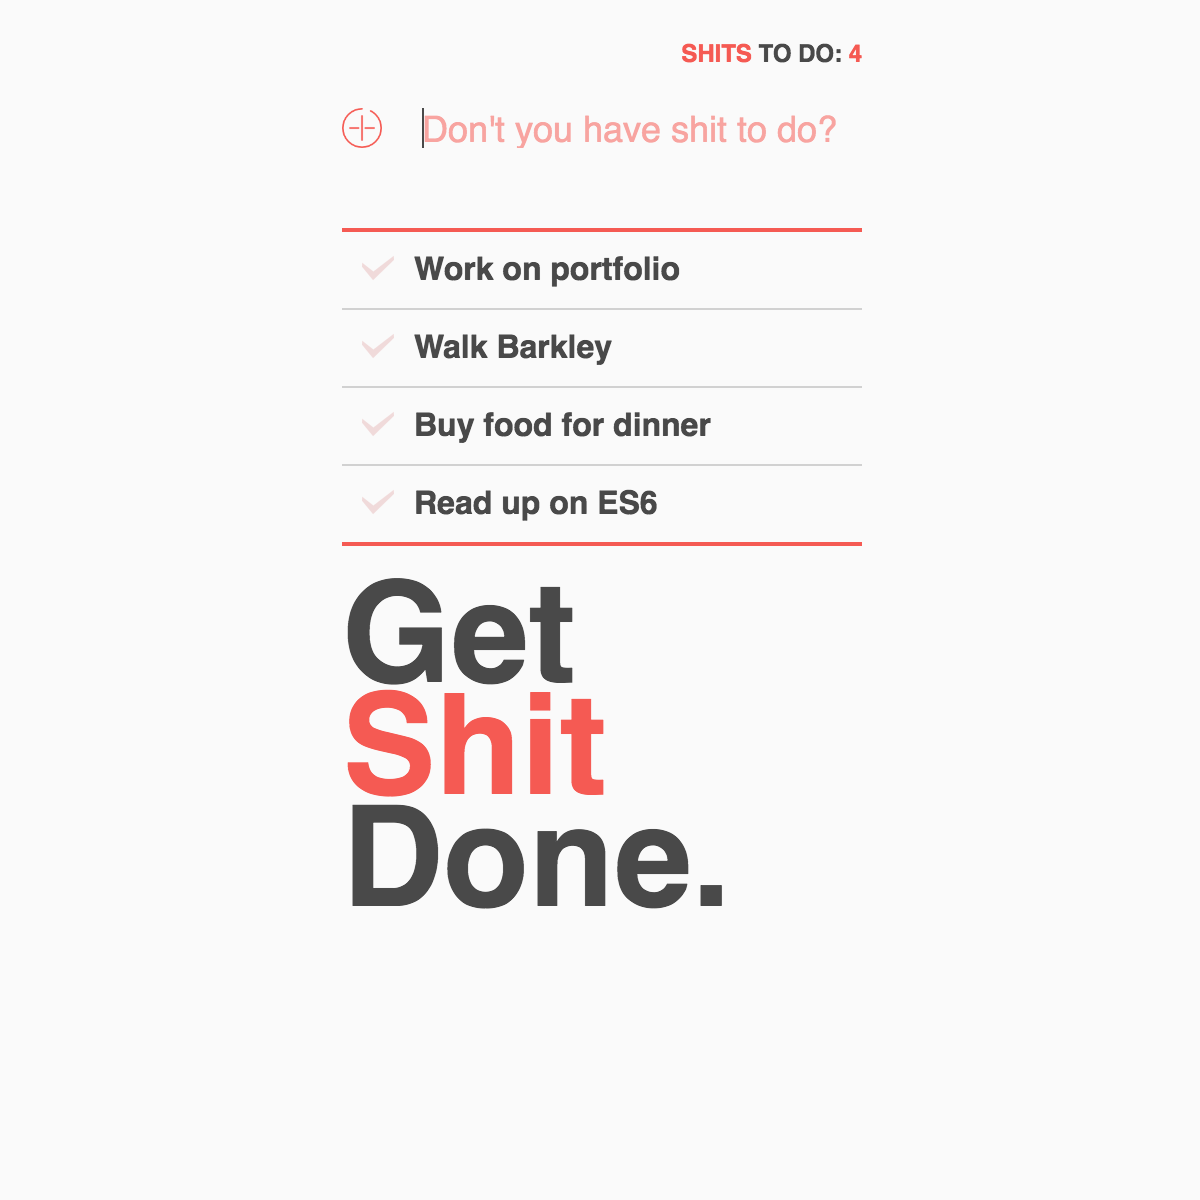 SHITS TO DO: 4
Don't you have shit to do?
Work on portfolio
Walk Barkley
Buy food for dinner
Read up on ES6
Get
Shit
Done.